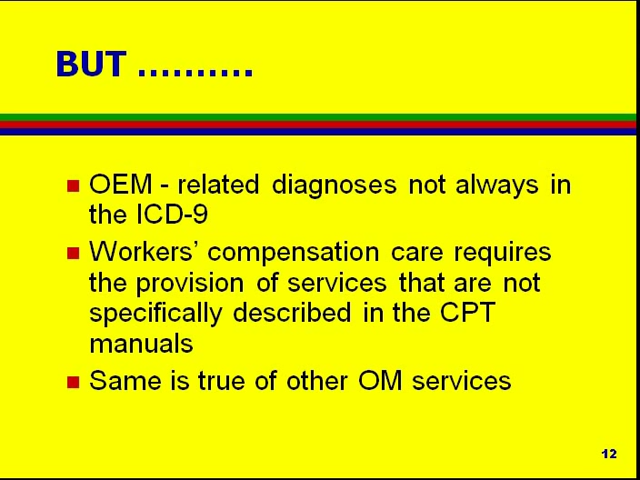 BUT ..........
OEM - related diagnoses not always in
the ICD-9
Workers' compensation care requires
the provision of services that are not
specifically described in the CPT
manuals
Same is true of other OM services
12